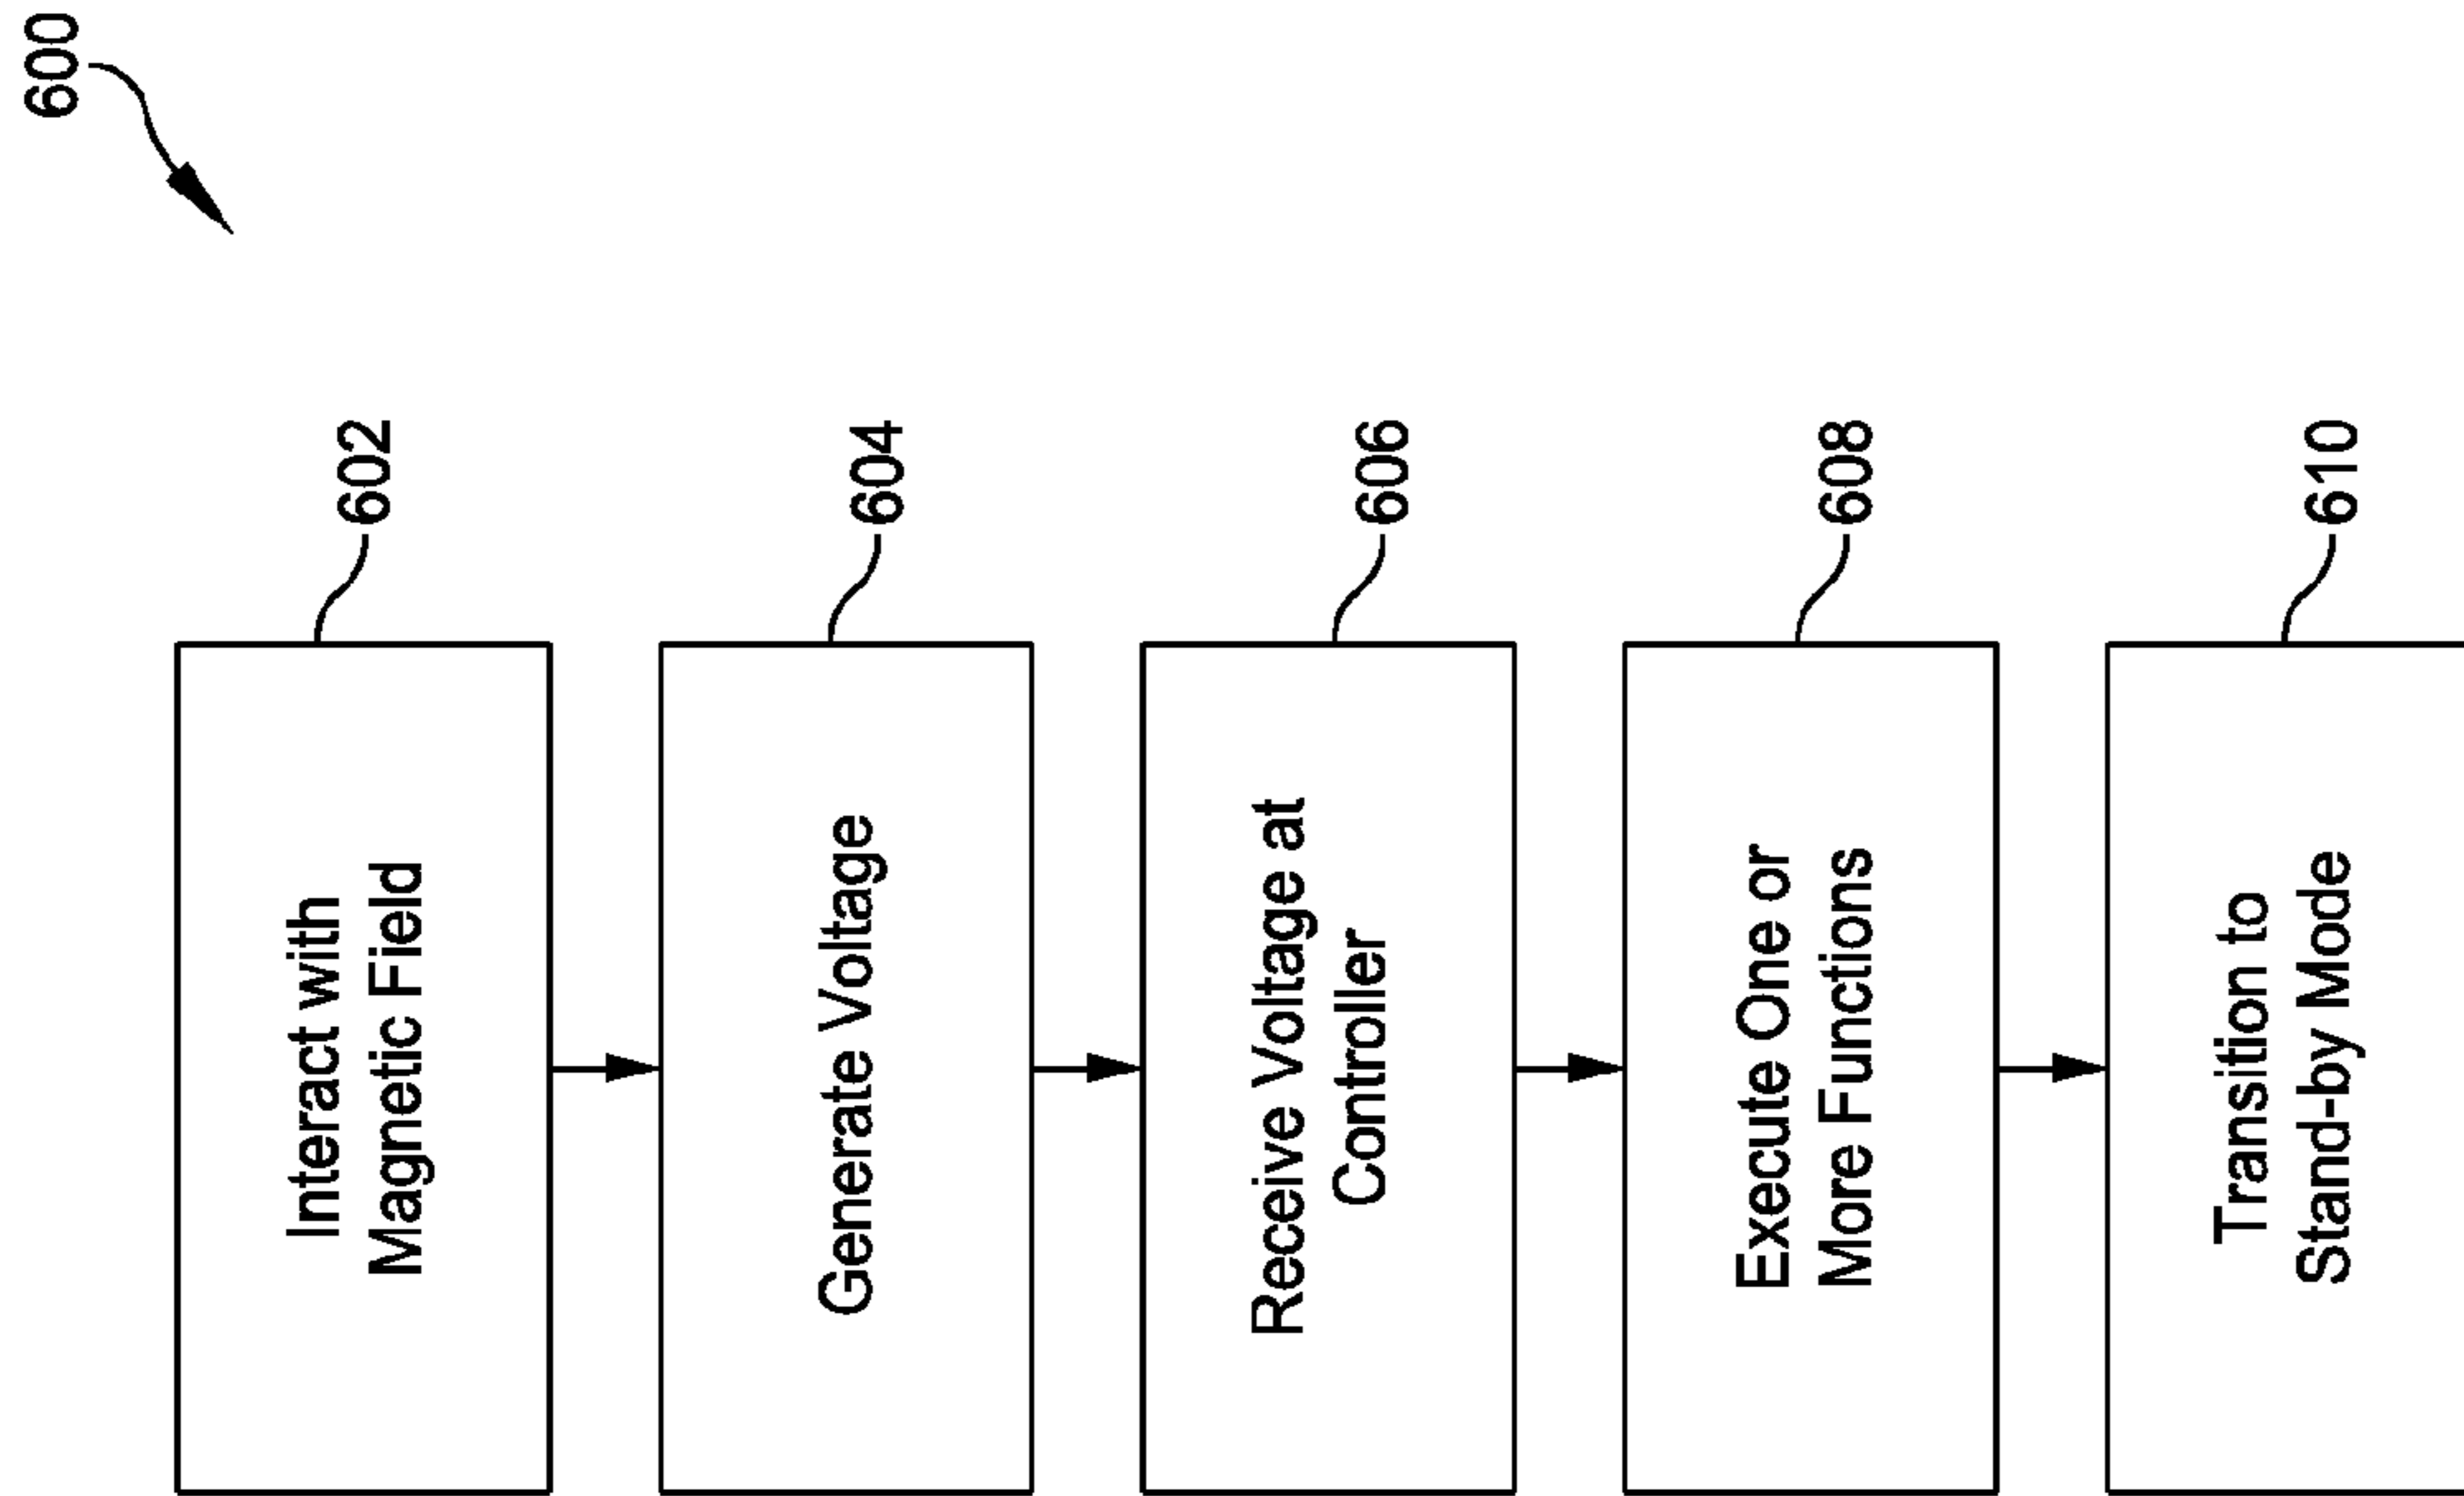 600
Interact with
Magnetic Field
602
Generate Voltage
604
Receive Voltage at
Controller
606
Execute One or
More Functions
608
Transition to
Stand-by Mode
610